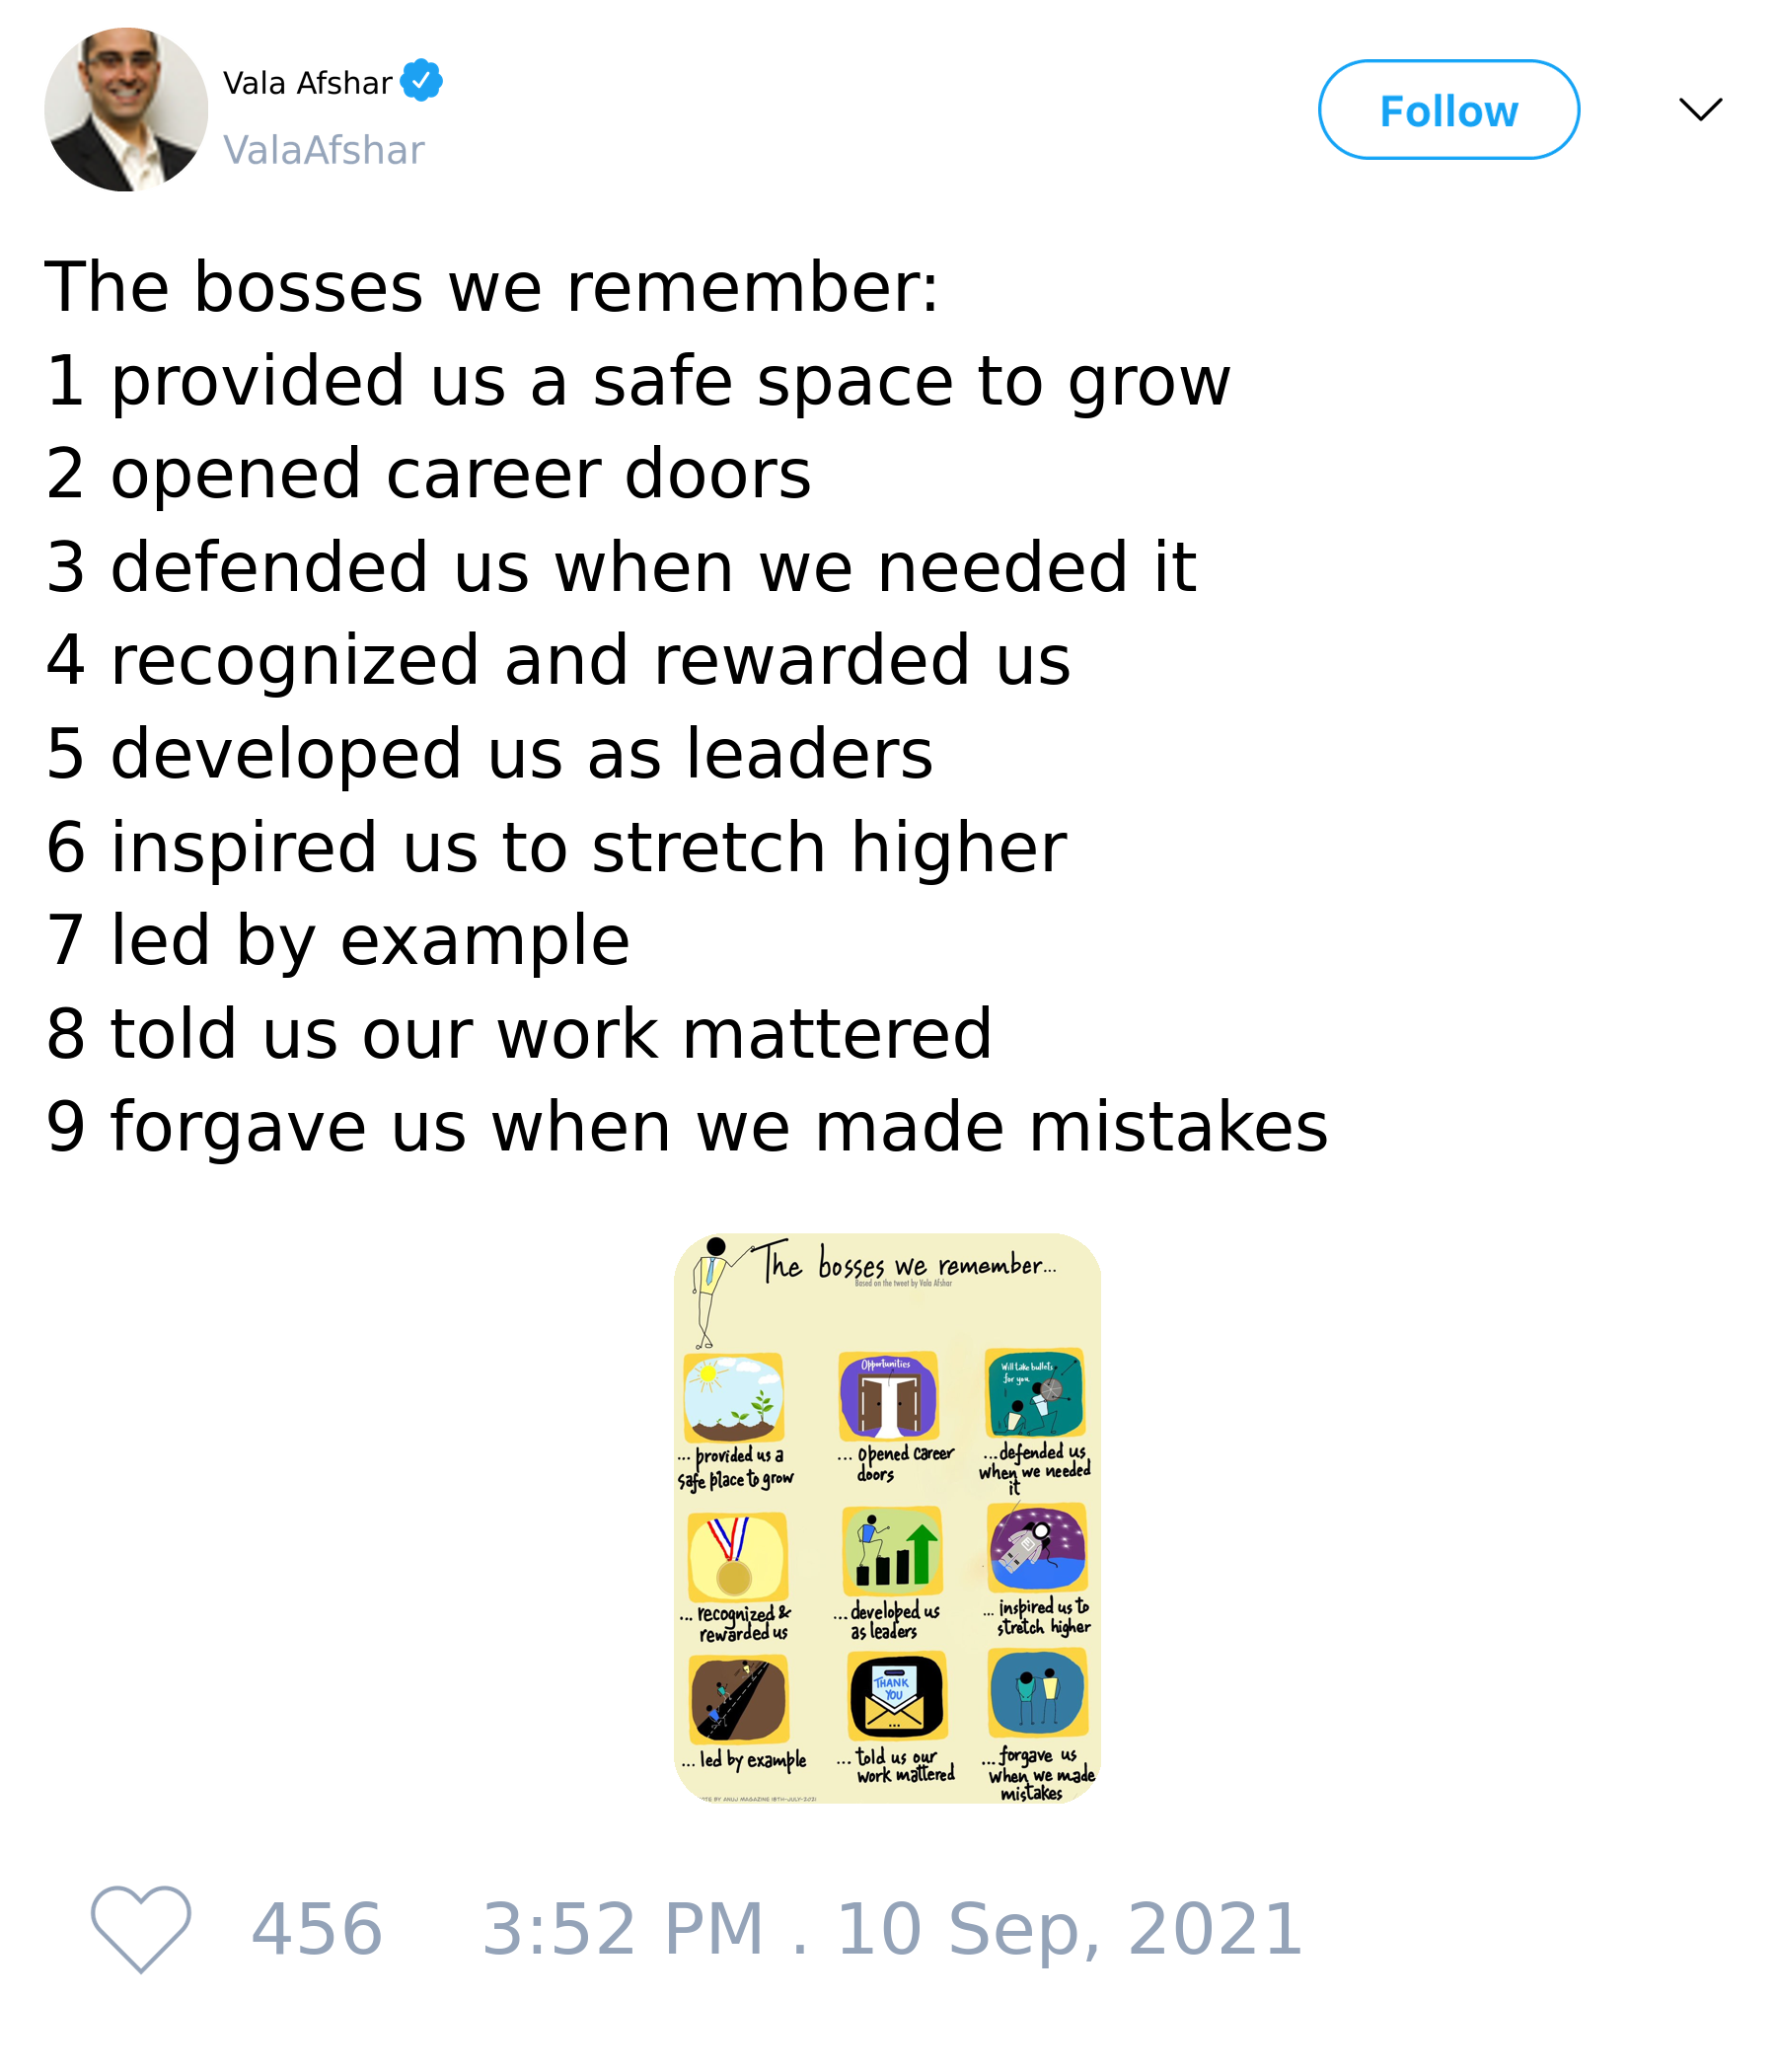 Vala Afshar
ValaAfshar
Follow
The bosses we remember:
1 provided us a safe space to grow
2 opened career doors
3 defended us when we needed it
4 recognized and rewarded us
5 developed us as leaders
6 inspired us to stretch higher
7 led by example
8 told us our work mattered
9 forgave us when we made mistakes
The bosses we remember...
Based on the tweet by Vala Afshar
... provided us a
safe place to grow
Opportunities
... opened career
doors
Will take bullets
for you
...defended us
when we needed
it
... recognized &
rewarded us
...developed us
as leaders
... inspired us to
stretch higher
... led by example
THANK
YOU
... told us our
work mattered
...forgave us
when we made
mistakes
BY ANUJ MAGAZINE 18TH-JULY-2021
456 3:52 PM . 10 Sep, 2021